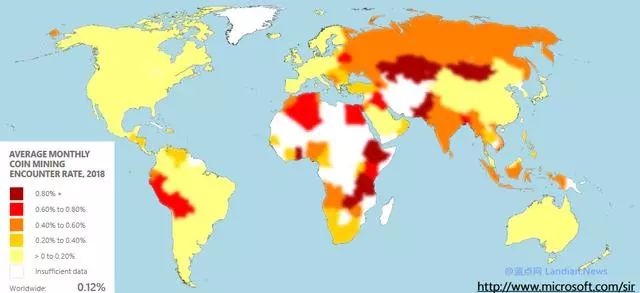 AVERAGE MONTHLY
COIN MINING
ENCOUNTER RATE, 2018
0.80% +
0.60% to 0.80%
0.40% to 0.60%
0.20% to 0.40%
> 0 to 0.20%
Insufficient data
Worldwide: 0.12%
@蓝点网 Landian.News
http://www.microsoft.com/sir